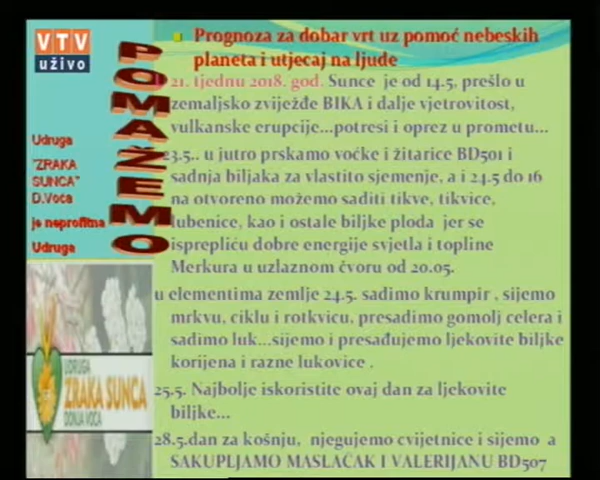 VTV
uživo
POMAŽEMO
Udruga
"ZRAKA
SUNCA"
D.Voca
je neprofitna
Udruga
UDRUGA
ZRAKA SUNCA
DONJA VOĆA
Prognoza za dobar vrt uz pomoć nebeskih
planeta i utjecaj na ljude
21. tjednu 2018. god. Sunce je od 14.5, prešlo u
zemaljsko zviježđe BIKA i dalje vjetrovitost,
vulkanske erupcije...potresi i oprez u prometu...
23.5.. u jutro prskamo voćke i žitarice BD501 i
sadnja biljaka za vlastito sjemenje, a i 24.5 do 16
na otvoreno možemo saditi tikve, tikvice,
lubenice, kao i ostale biljke ploda jer se
isprepliću dobre energije svjetla i topline
Merkura u uzlaznom čvoru od 20.05.
u elementima zemlje 24.5. sadimo krumpir , sijemo
mrkvu, ciklu i rotkvicu, presadimo gomolj celera i
sadimo luk...sijemo i presađujemo ljekovite biljke
korijena i razne lukovice .
25.5. Najbolje iskoristite ovaj dan za ljekovite
biljke...
28.5.dan za košnju, njegujemo cvijetnice i sijemo a
SAKUPLJAMO MASLAČAK I VALERIJANU BD507